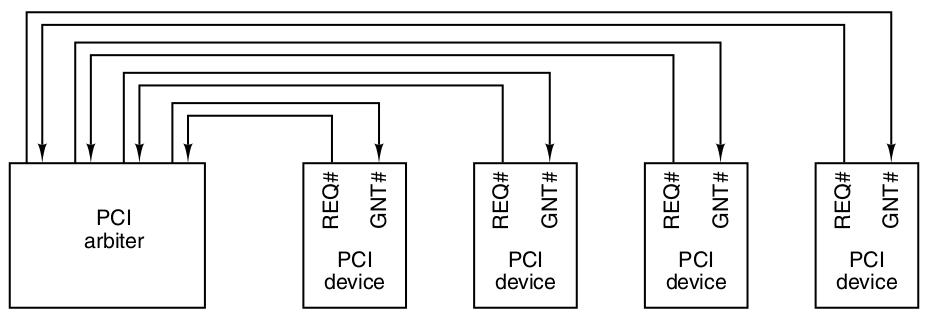 PCI
arbiter
REQ#
GNT#
PCI
device
REQ#
GNT#
PCI
device
REQ#
GNT#
PCI
device
REQ#
GNT#
PCI
device